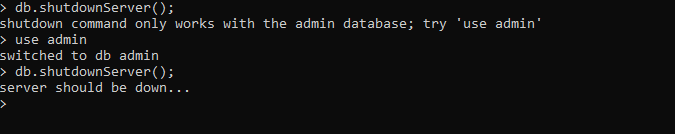 > db.shutdownServer();
shutdown command only works with the admin database; try 'use admin'
> use admin
switched to db admin
> db.shutdownServer();
server should be down...
>